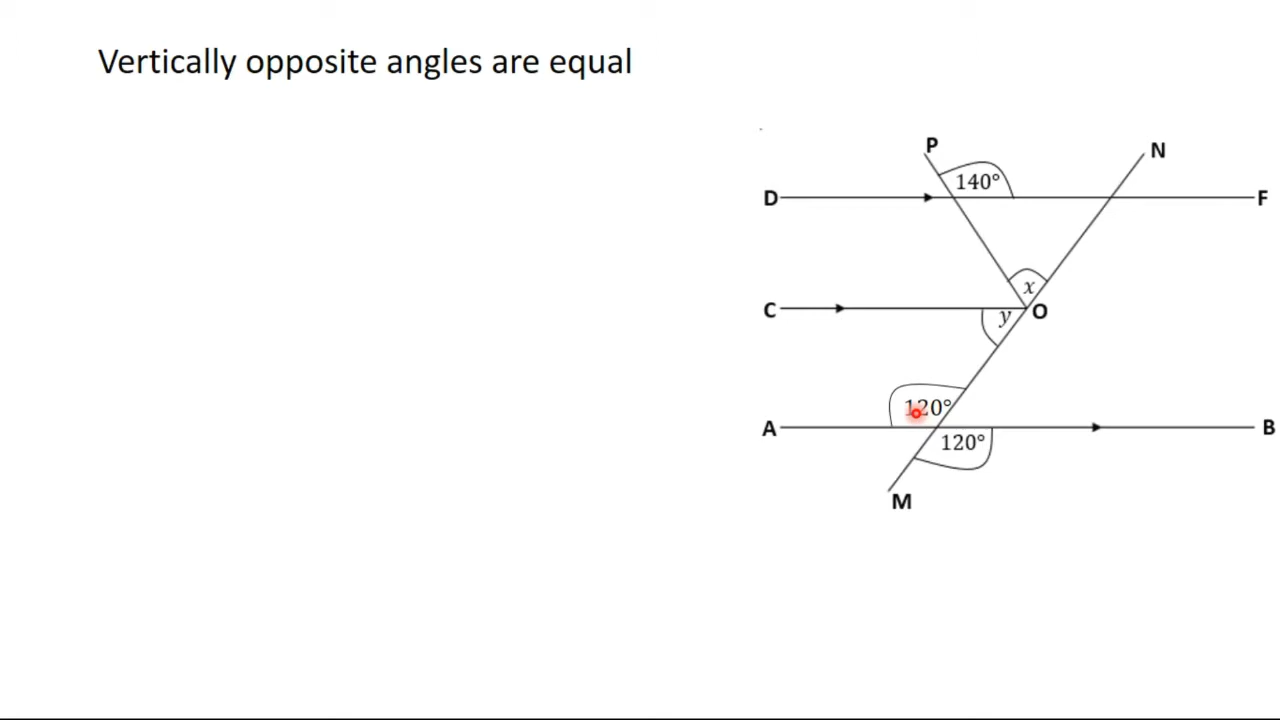 Vertically opposite angles are equal
P
N
140°
D
F
x
C
y
O
120°
A
B
120°
M